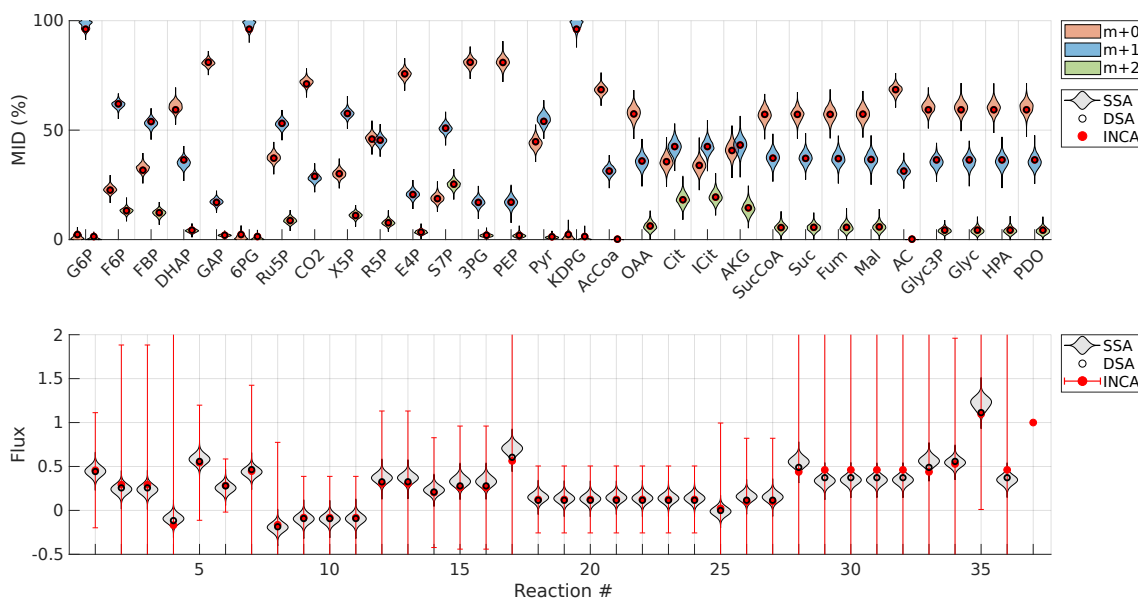 100
50
0
MID (%)
G6P
F6P
FBP
DHAP
GAP
6PG
Ru5P
CO2
X5P
R5P
E4P
S7P
3PG
PEP
Pyr
KDPG
AcCoa
OAA
Cit
ICit
AKG
SucCoA
Suc
Fum
Mal
AC
Glyc3P
Glyc
HPA
PDO
m+0
m+1
m+2
SSA
DSA
INCA
2
1.5
1
0.5
0
-0.5
Flux
5
10
15
20
25
30
35
Reaction #
SSA
DSA
INCA